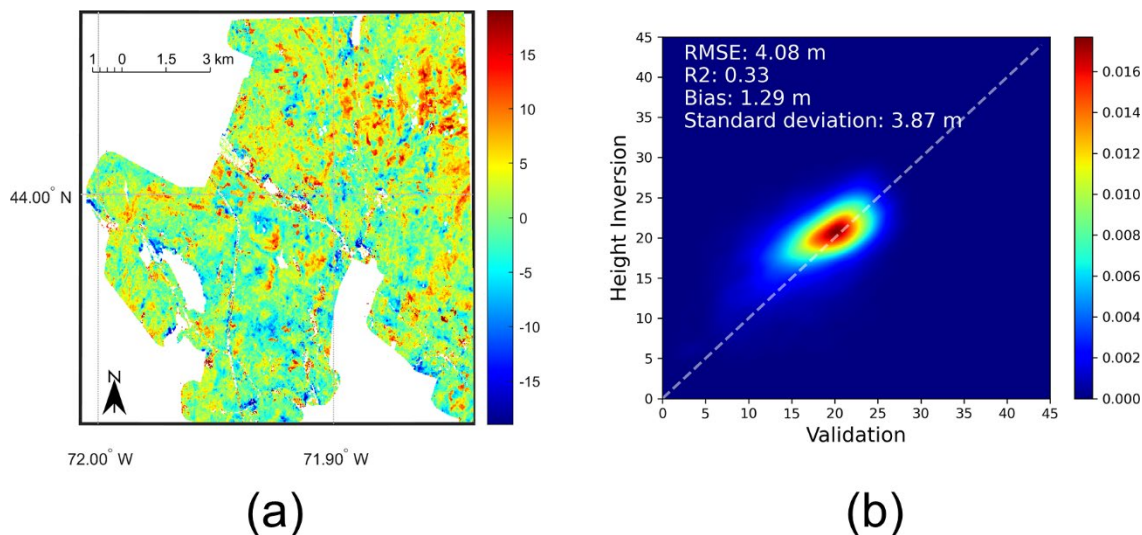 1 0 1.5 3 km
44.00° N
N
72.00° W
71.90° W
15
10
5
0
-5
-10
-15
(a)
RMSE: 4.08 m
R2: 0.33
Bias: 1.29 m
Standard deviation: 3.87 m
Height Inversion
45
40
35
30
25
20
15
10
5
0
0 5 10 15 20 25 30 35 40 45
Validation
0.016
0.014
0.012
0.010
0.008
0.006
0.004
0.002
0.000
(b)